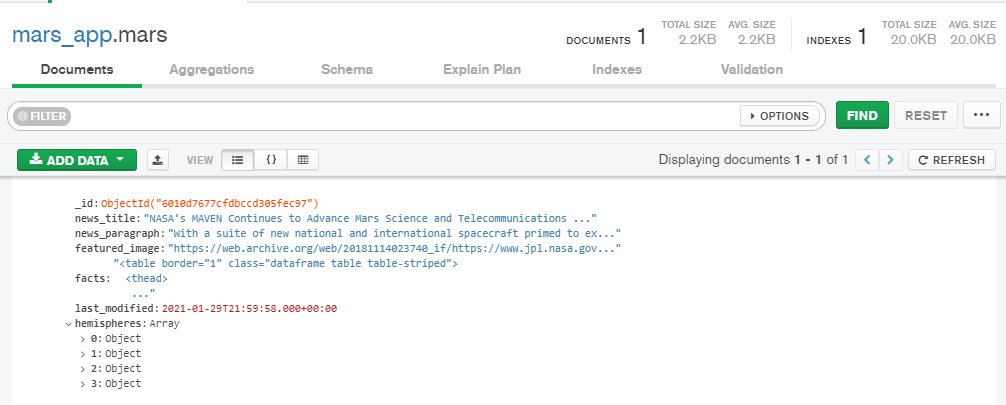 mars_app.mars
DOCUMENTS 1 TOTAL SIZE 2.2KB AVG. SIZE 2.2KB INDEXES 1 TOTAL SIZE 20.0KB AVG. SIZE 20.0KB
Documents Aggregations Schema Explain Plan Indexes Validation
FILTER OPTIONS FIND RESET ...
ADD DATA VIEW {} Displaying documents 1 - 1 of 1 < > REFRESH
_id: ObjectId("6010d7677cfdbccd305fec97")
news_title: "NASA's MAVEN Continues to Advance Mars Science and Telecommunications ..."
news_paragraph: "With a suite of new national and international spacecraft primed to ex..."
featured_image: "https://web.archive.org/web/20181114023740_if/https://www.jpl.nasa.gov..."
"<table border="1" class="dataframe table table-striped">
facts: <thead>
..."
last_modified: 2021-01-29T21:59:58.000+00:00
hemispheres: Array
> 0: Object
> 1: Object
> 2: Object
> 3: Object